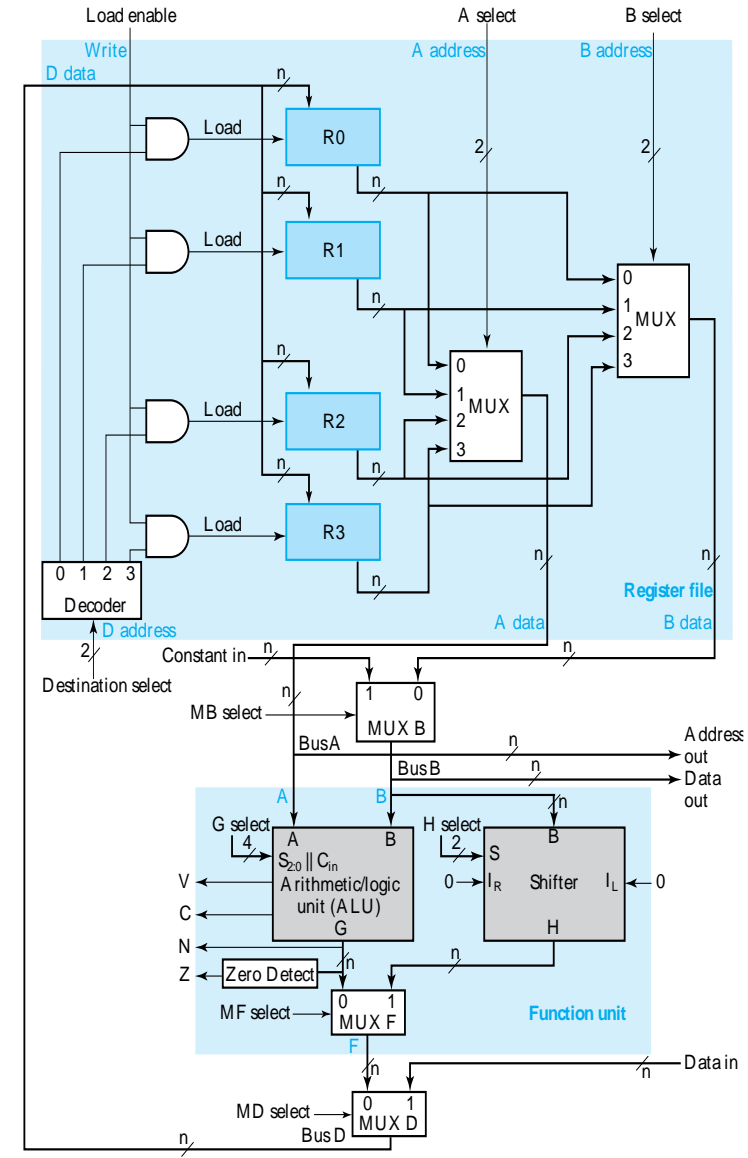 Load enable
A select
B select
Write
A address
B address
D data
n
Load
R0
2
2
n
n
Load
R1
n
0
1
MUX
2
3
n
0
1
MUX
2
3
Load
R2
n
n
Load
R3
n
n
n
0 1 2 3
Decoder
Register file
D address
A data
B data
2
Constant in
n
n
Destination select
n
1 0
MB select
MUX B
Bus A
n
Address
out
Bus B
n
Data
out
A
B
n
G select
4
A
B
H select
2
B
S2:0 || Cin
S
V
Arithmetic/logic
unit (ALU)
0
IR
Shifter
IL
0
C
G
H
N
n
n
Z
Zero Detect
0 1
MF select
MUX F
Function unit
F
n
n
Data in
0 1
MD select
MUX D
Bus D
n